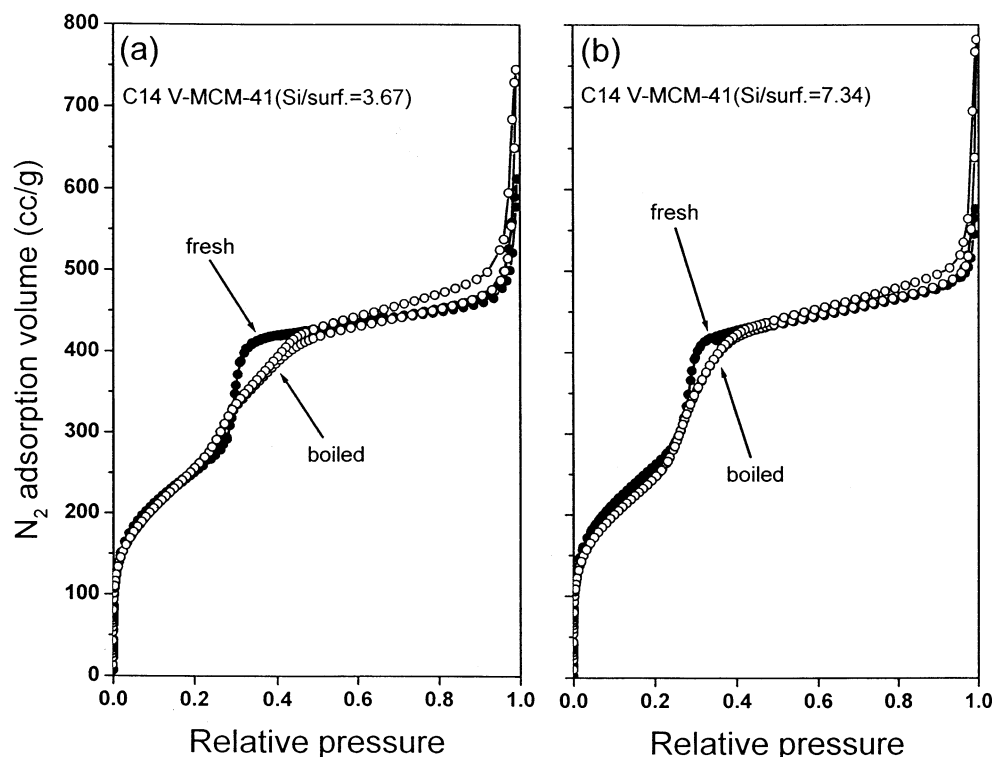 (a)
C14 V-MCM-41(Si/surf.=3.67)
fresh
boiled
800
700
600
500
400
300
200
100
0
0.0 0.2 0.4 0.6 0.8 1.0
N2 adsorption volume (cc/g)
Relative pressure
(b)
C14 V-MCM-41(Si/surf.=7.34)
fresh
boiled
0.0 0.2 0.4 0.6 0.8 1.0
Relative pressure